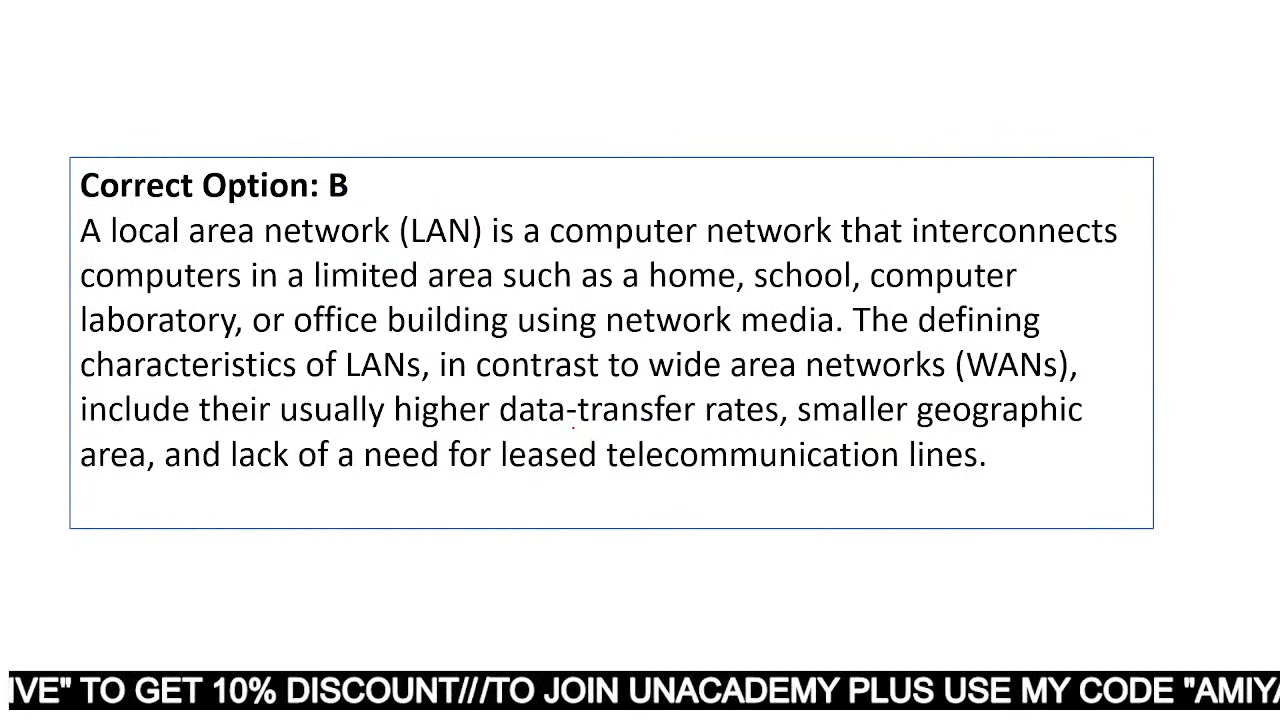 Correct Option: B
A local area network (LAN) is a computer network that interconnects
computers in a limited area such as a home, school, computer
laboratory, or office building using network media. The defining
characteristics of LANs, in contrast to wide area networks (WANs),
include their usually higher data-transfer rates, smaller geographic
area, and lack of a need for leased telecommunication lines.
IVE" TO GET 10% DISCOUNT///TO JOIN UNACADEMY PLUS USE MY CODE "AMIYA